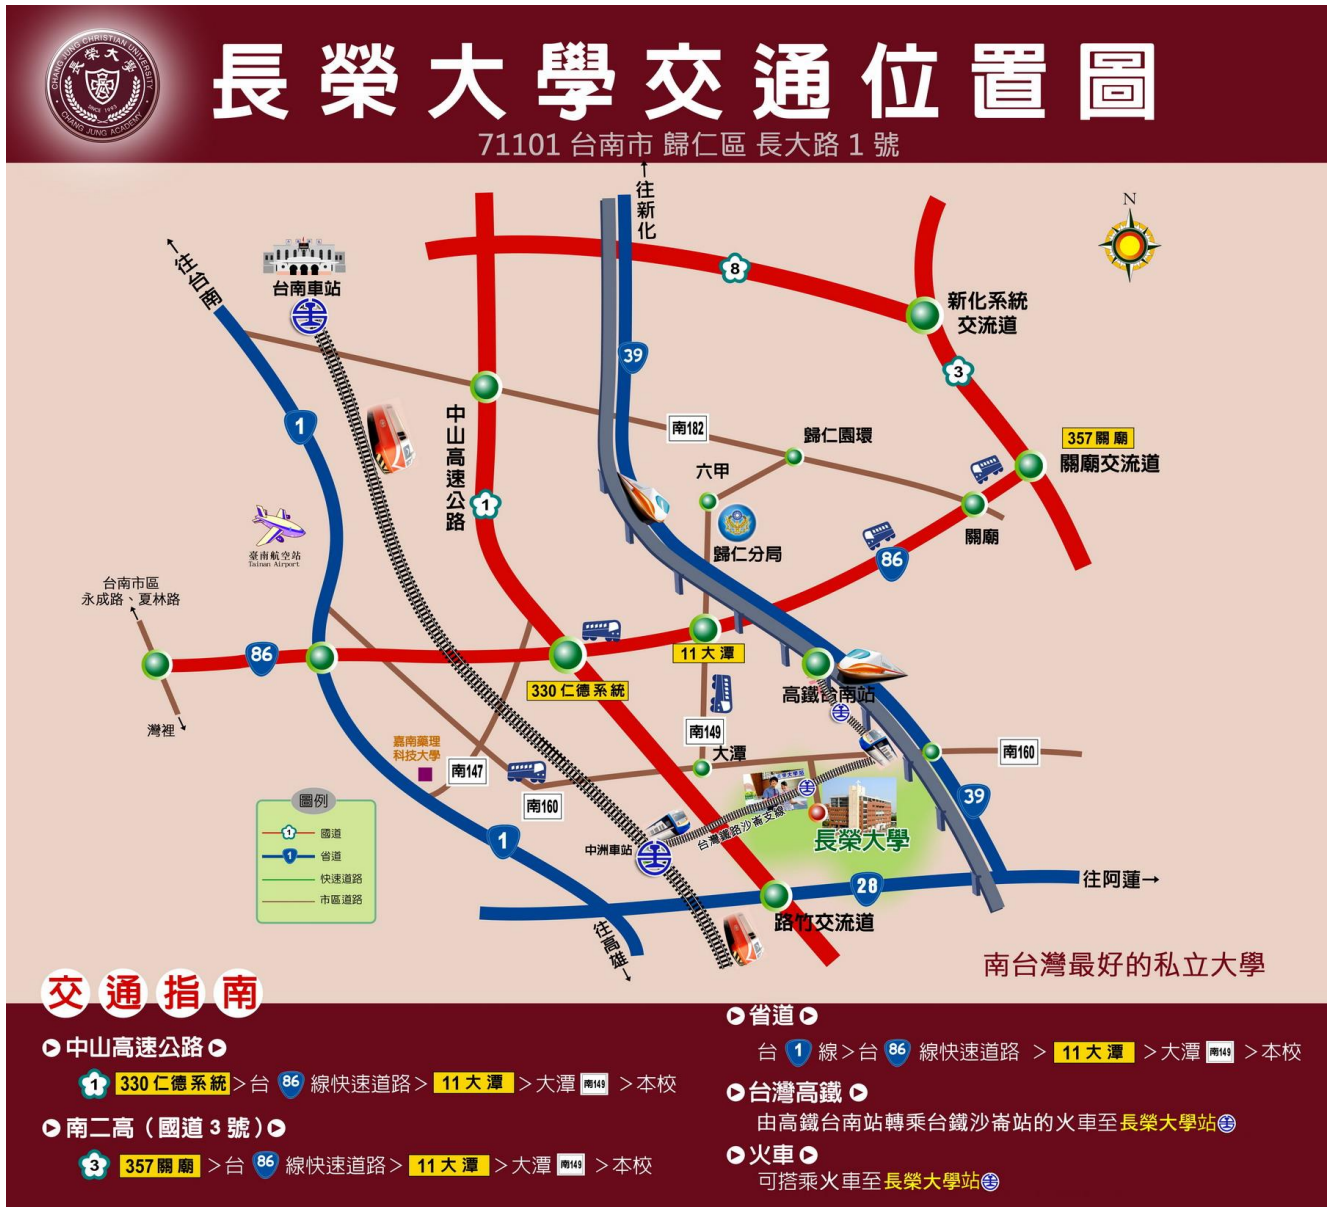 長榮大學交通位置圖
71101 台南市 歸仁區 長大路 1 號
CHANG JUNG CHRISTIAN UNIVERSITY
長榮大學
SINCE 1993
CHANG JUNG ACADEMY
←往新化
N
←往台南
台南車站
8
新化系統
交流道
39
3
1
中山高速公路
南182
歸仁圓環
357 關廟
關廟交流道
六甲
1
歸仁分局
關廟
臺南航空站
Tainan Airport
86
台南市區
永成路、夏林路
86
11 大潭
330 仁德系統
高鐵台南站
灣裡
南149
大潭
南160
嘉南藥理
科技大學
南147
南160
39
圖例
1 國道
1 省道
快速道路
市區道路
1
中洲車站
台灣鐵路沙崙支線
長榮大學
28
往阿蓮→
路竹交流道
往高雄→
南台灣最好的私立大學
交通指南
中山高速公路
1 330 仁德系統>台 86 線快速道路> 11 大潭 >大潭 南149 >本校
南二高（國道 3 號）
3 357 關廟 >台 86 線快速道路> 11 大潭 >大潭 南149 >本校
省道
台 1 線>台 86 線快速道路 > 11 大潭 >大潭 南149 >本校
台灣高鐵
由高鐵台南站轉乘台鐵沙崙站的火車至長榮大學站
火車
可搭乘火車至長榮大學站